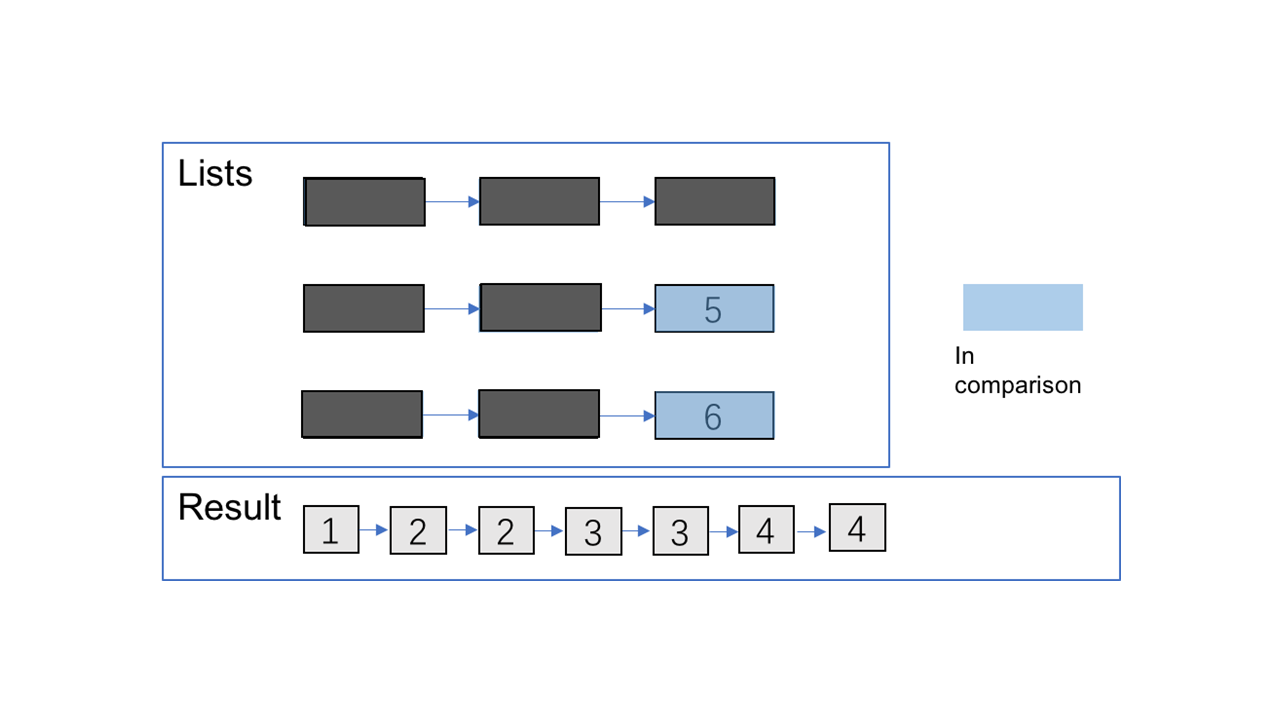 Lists
5
6
In
comparison
Result
1 2 2 3 3 4 4